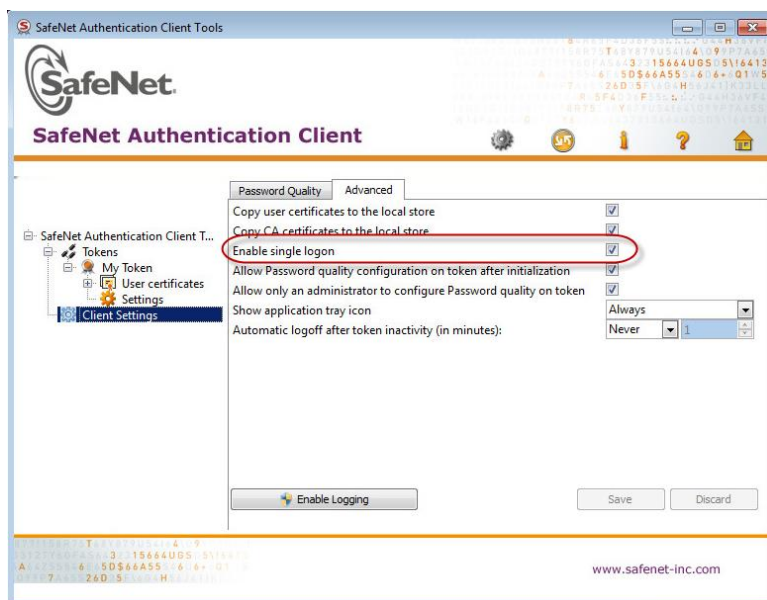 SafeNet Authentication Client Tools
SafeNet.
SafeNet Authentication Client
Password Quality
Advanced
Copy user certificates to the local store
Copy CA certificates to the local store
Enable single logon
Allow Password quality configuration on token after initialization
Allow only an administrator to configure Password quality on token
Show application tray icon
Always
Automatic logoff after token inactivity (in minutes):
Never
1
SafeNet Authentication Client T...
Tokens
My Token
User certificates
Settings
Client Settings
Enable Logging
Save
Discard
www.safenet-inc.com